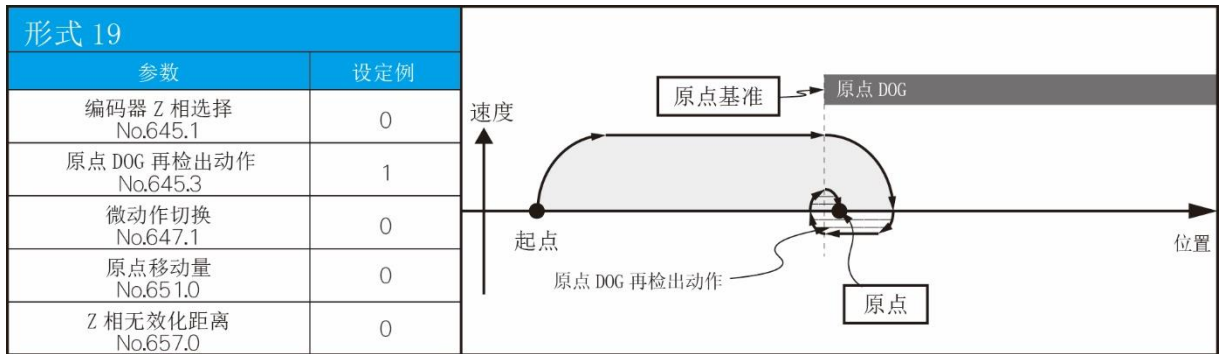 形式 19
参数
设定例
编码器 Z 相选择
No.645.1
0
原点 DOG 再检出动作
No.645.3
1
微动作切换
No.647.1
0
原点移动量
No.651.0
0
Z 相无效化距离
No.657.0
0
原点基准
原点 DOG
速度
起点
位置
原点 DOG 再检出动作
原点